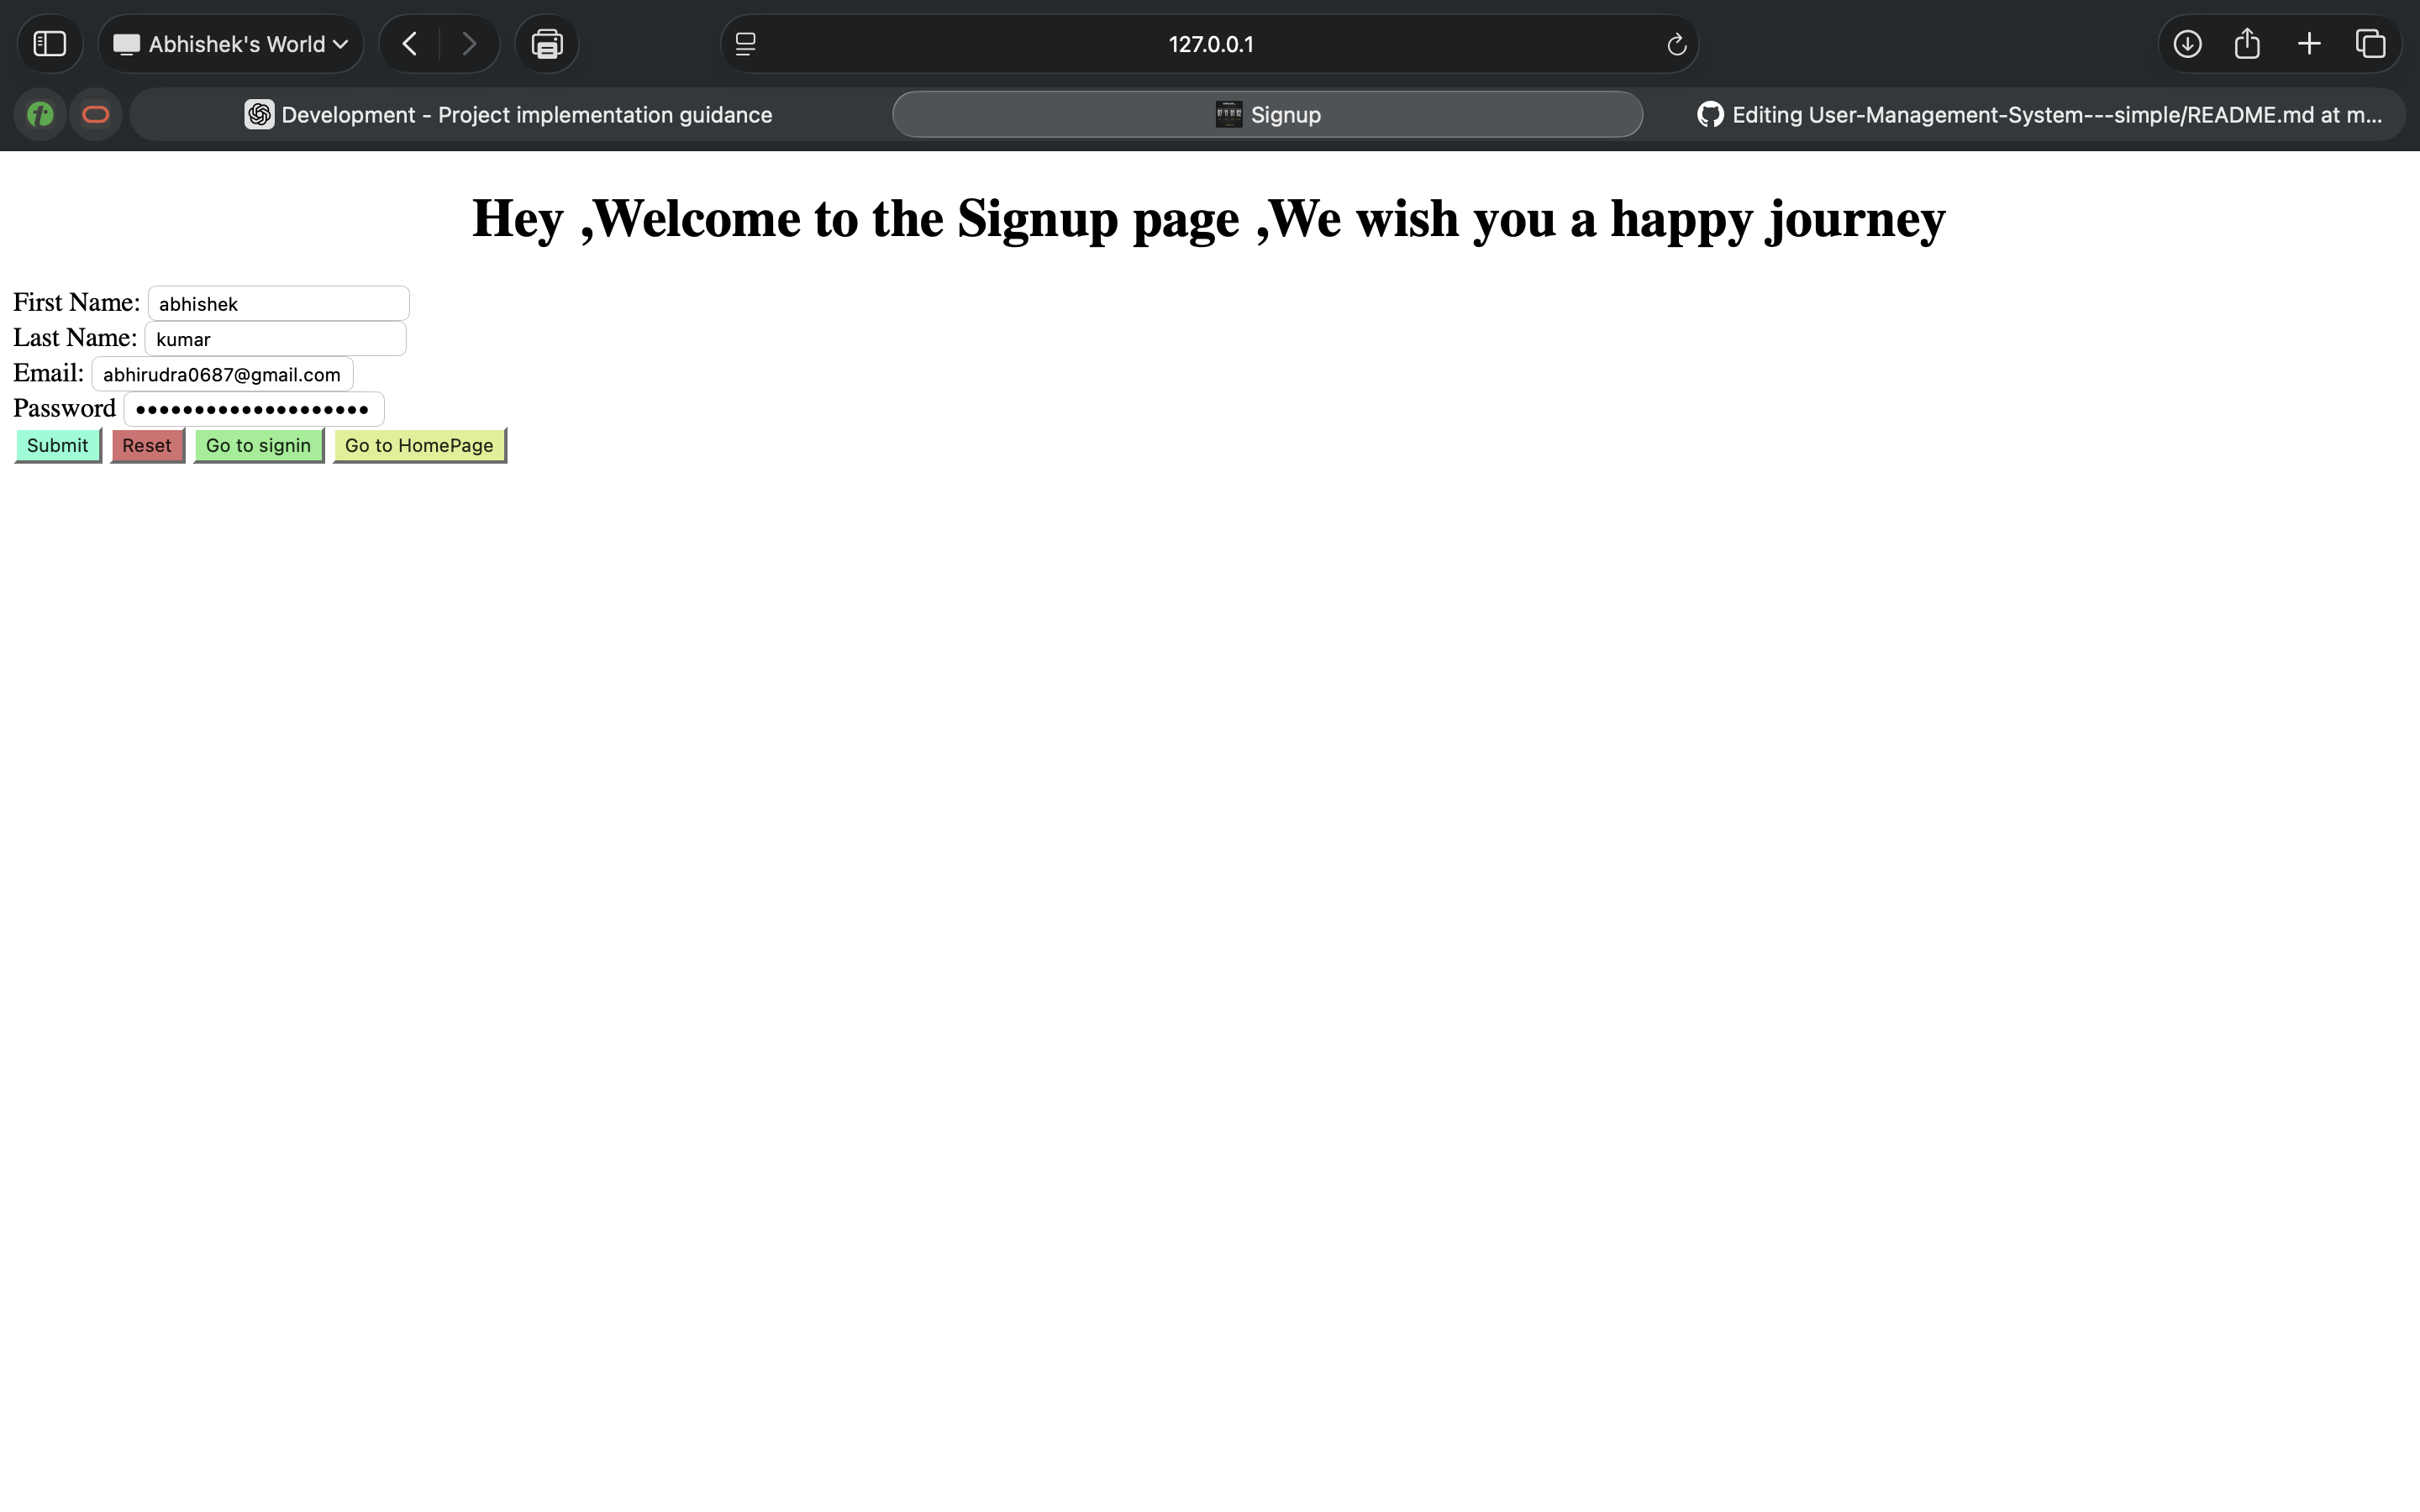 Abhishek's World
127.0.0.1
Development - Project implementation guidance
Signup
Editing User-Management-System---simple/README.md at m...
Hey ,Welcome to the Signup page ,We wish you a happy journey
First Name: abhishek
Last Name: kumar
Email: abhirudra0687@gmail.com
Password ••••••••••••••••••••
Submit Reset Go to signin Go to HomePage